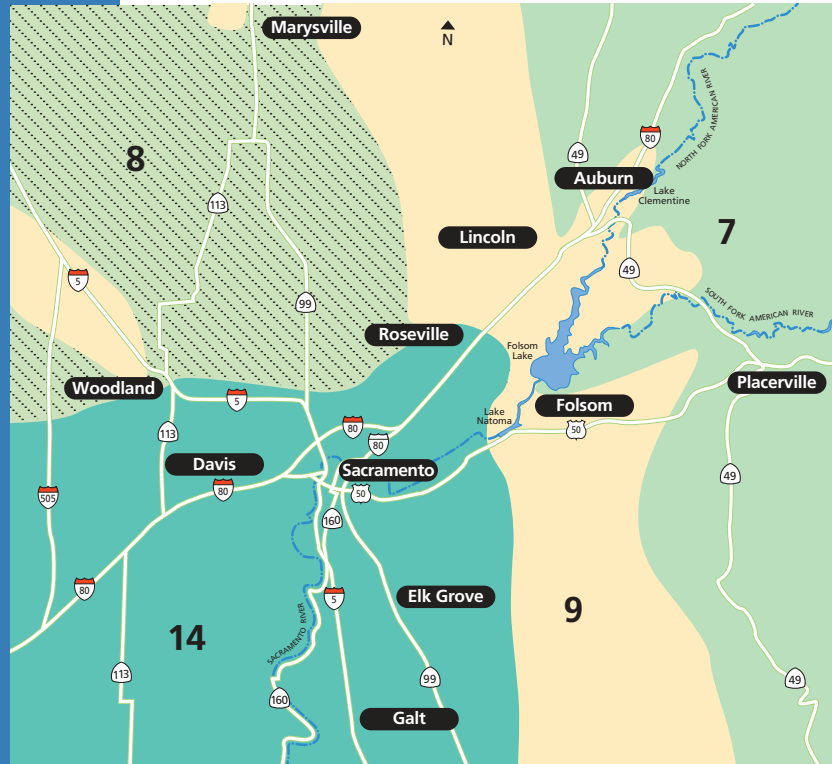 Marysville
N
8
80
49
NORTH FORK AMERICAN RIVER
Auburn
Lake
Clementine
113
7
Lincoln
5
49
99
SOUTH FORK AMERICAN RIVER
Roseville
Folsom
Lake
Woodland
Placerville
5
Folsom
Lake
Natoma
113
80
80
50
Davis
Sacramento
49
80
50
505
160
80
5
Elk Grove
9
14
SACRAMENTO RIVER
113
99
49
160
Galt